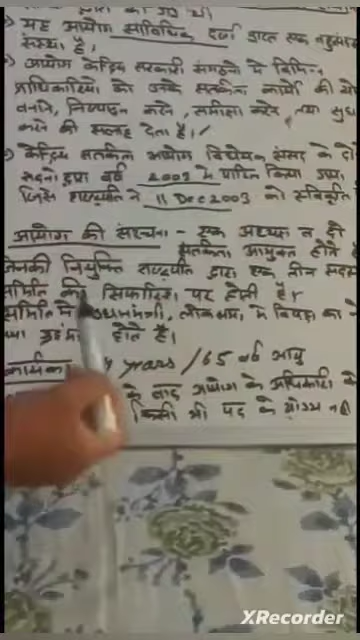 यह आयोग सांविधिक दर्जा प्राप्त एक बहुसदस्यीय
संस्था है।
आयोग केन्द्रिय सरकारी संगठनो मे विभिन्न
प्राधिकारियो को उनके सतर्कता कार्यो की यो
बनाने, निष्पादन करने, समीक्षा करने, तथा सुधा
करने की सलाह देता है।
केन्द्रिय सतर्कता आयोग विधेयक संसद के दो
सदनो द्वारा वर्ष 2003 मे पारित किया गया,
जिसे राष्ट्रपति ने 11 Dec 2003 को स्वीकृति
आयोग की संरचना - एक अध्यक्ष व दो
सतर्कता आयुक्त होते है
जिनकी नियुक्ति राष्ट्रपति द्वारा एक तीन सदस्
समिति की सिफारिश पर होती है।
समिति मे प्रधानमंत्री, लोकसभा मे विपक्ष का ने
होते है।
कार्यका years / 65 वर्ष आयु
के बाद आयोग के अधिकारी के
किसी भी पद के योग्य नही
XRecorder